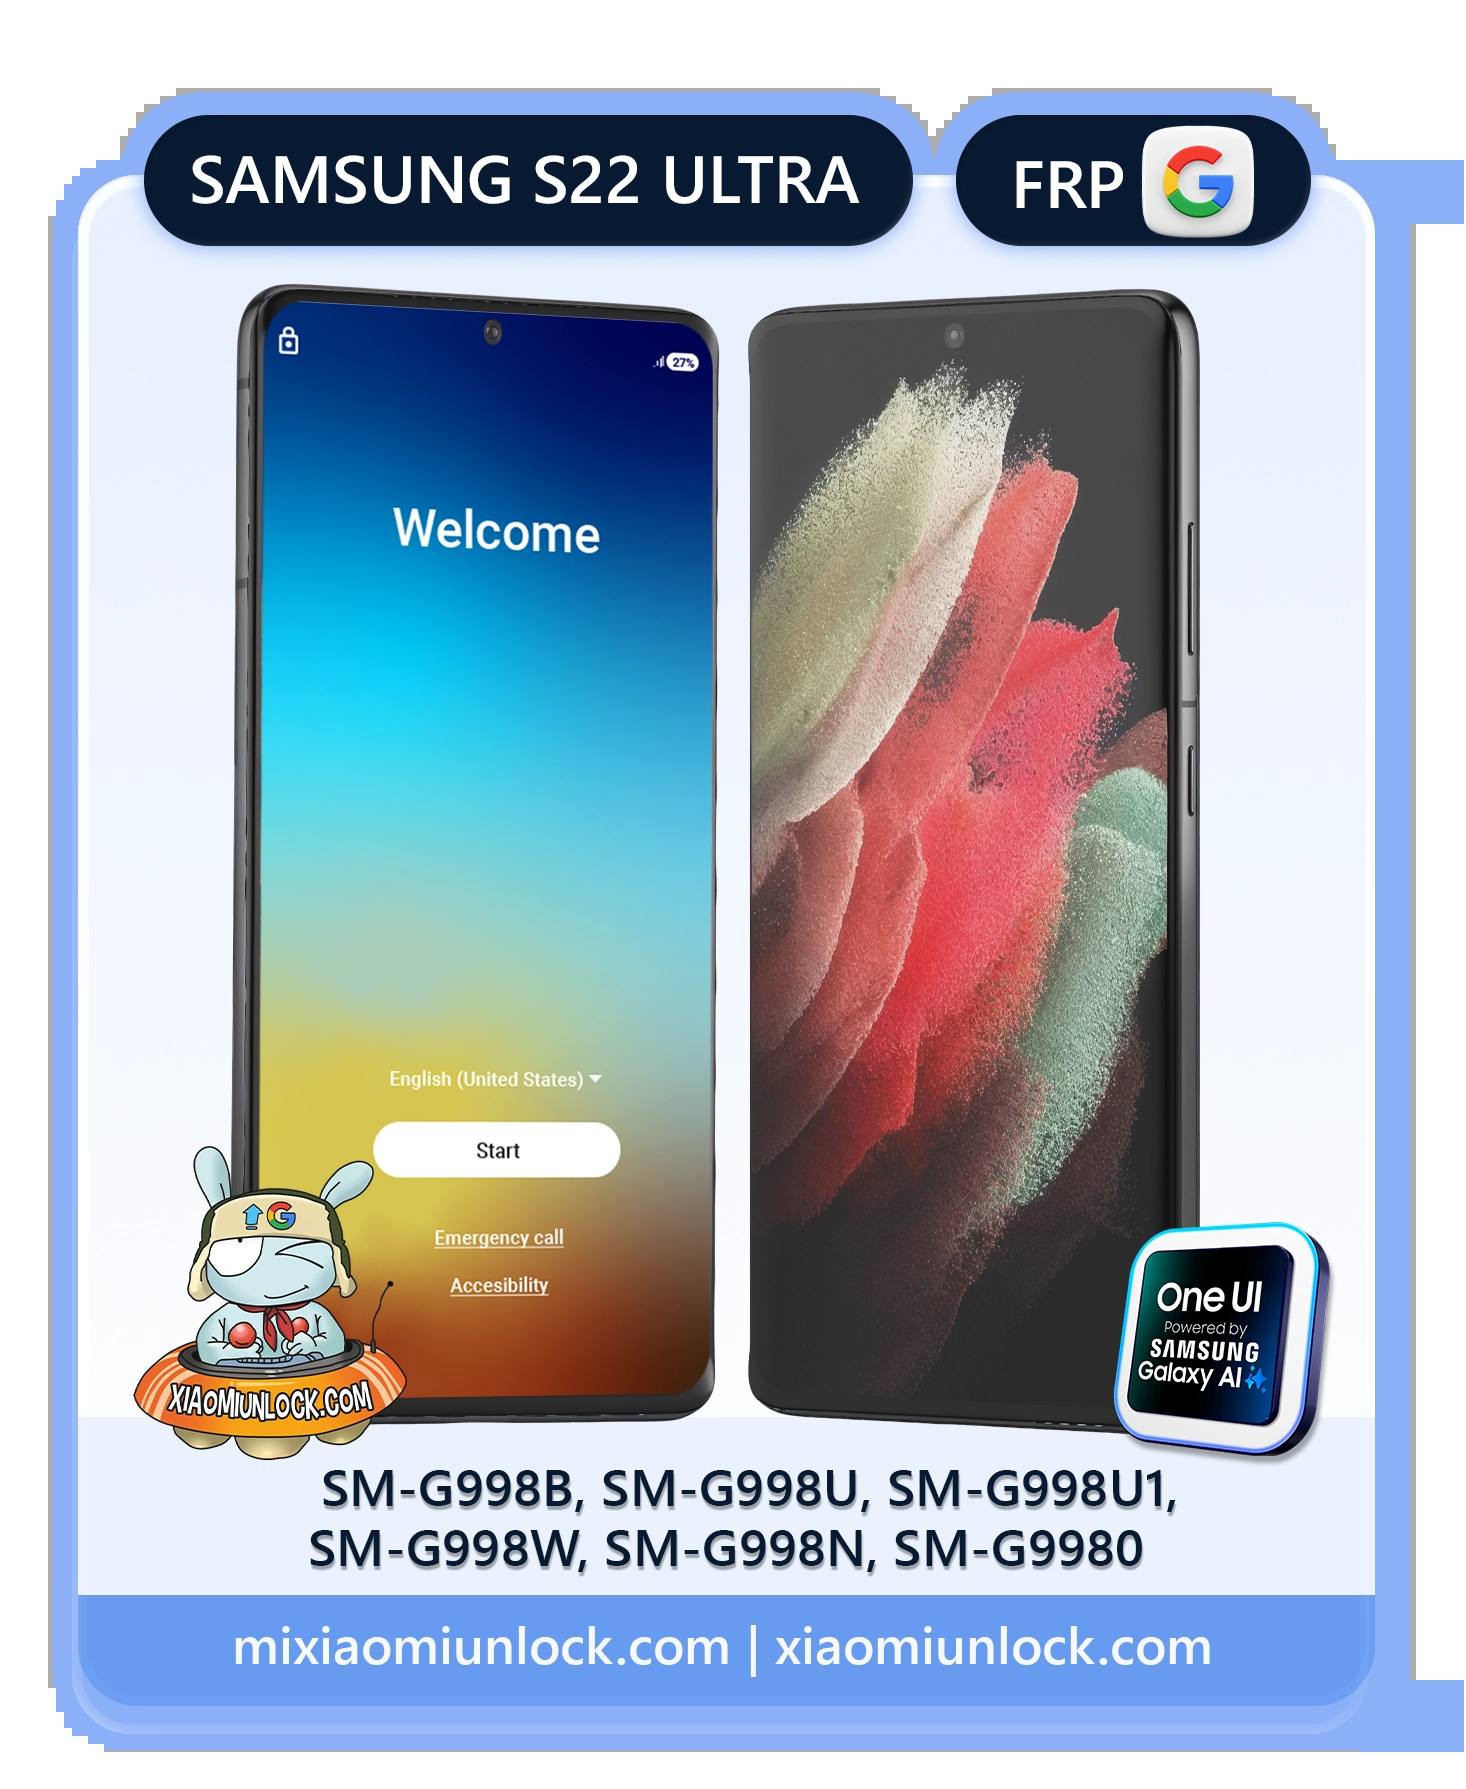 SAMSUNG S22 ULTRA
FRP G
27%
Welcome
English (United States)
Start
Emergency call
Accesibility
G
XIAOMIUNLOCK.COM
One UI
Powered by
SAMSUNG
Galaxy AI
SM-G998B, SM-G998U, SM-G998U1,
SM-G998W, SM-G998N, SM-G9980
mixiaomiunlock.com | xiaomiunlock.com